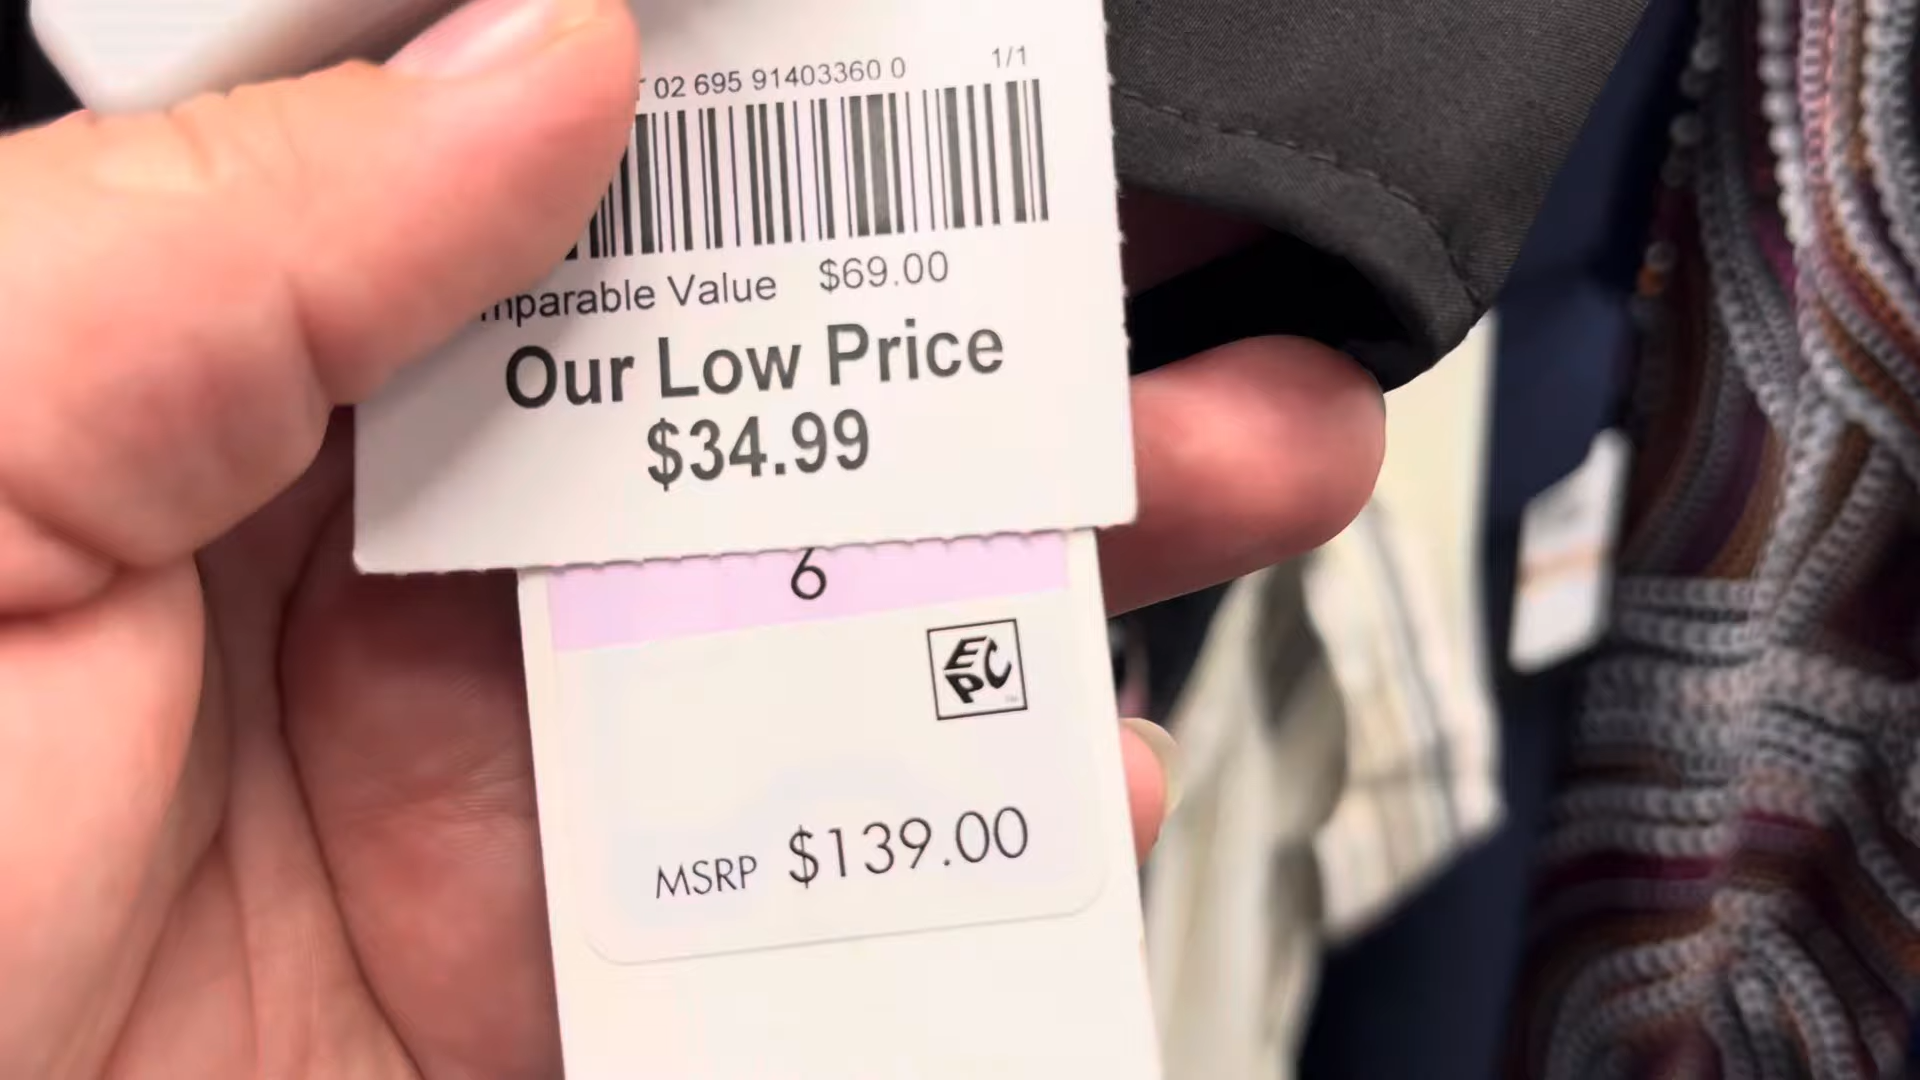 02 695 91403360 0 1/1
mparable Value $69.00
Our Low Price
$34.99
6
EPC
MSRP $139.00